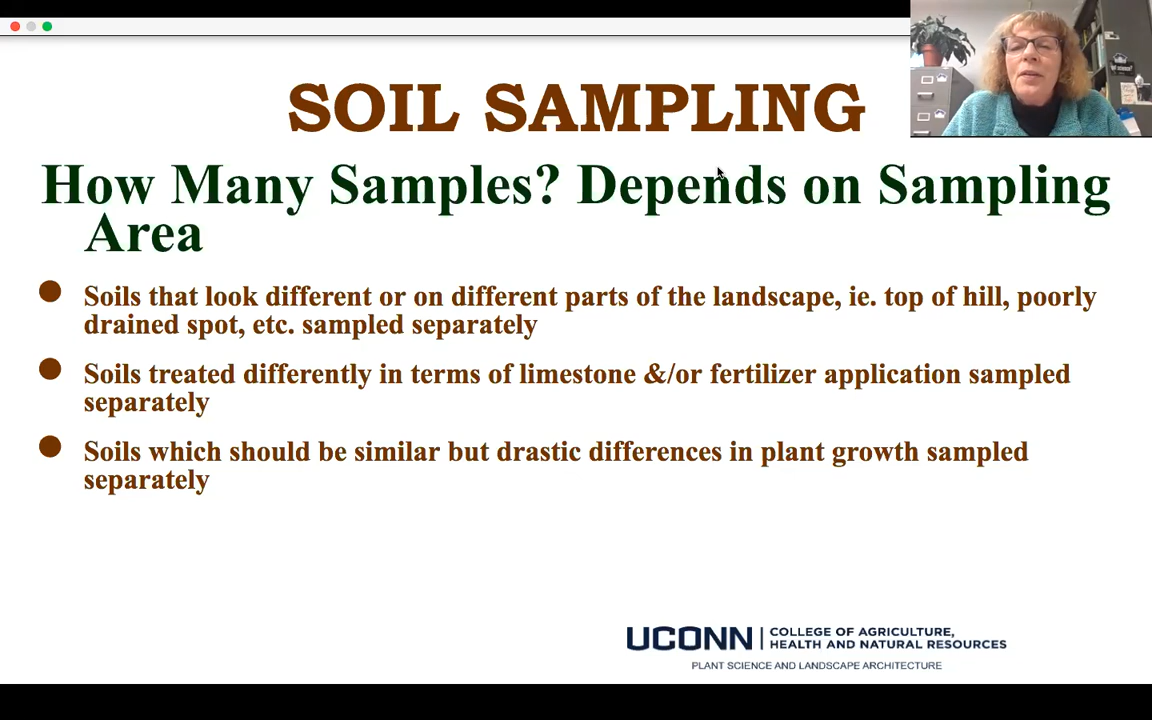 SOIL SAMPLING
How Many Samples? Depends on Sampling
Area
Soils that look different or on different parts of the landscape, ie. top of hill, poorly
drained spot, etc. sampled separately
Soils treated differently in terms of limestone &/or fertilizer application sampled
separately
Soils which should be similar but drastic differences in plant growth sampled
separately
UCONN
COLLEGE OF AGRICULTURE,
HEALTH AND NATURAL RESOURCES
PLANT SCIENCE AND LANDSCAPE ARCHITECTURE